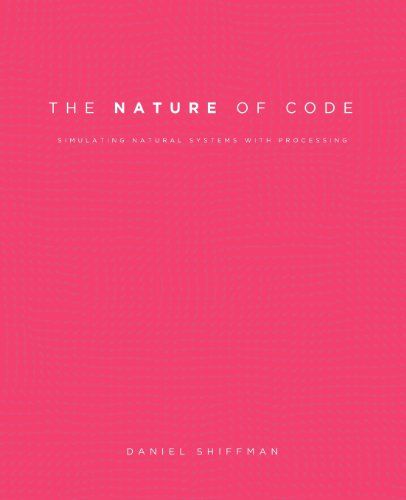 THE NATURE OF CODE
SIMULATING NATURAL SYSTEMS WITH PROCESSING
DANIEL SHIFFMAN